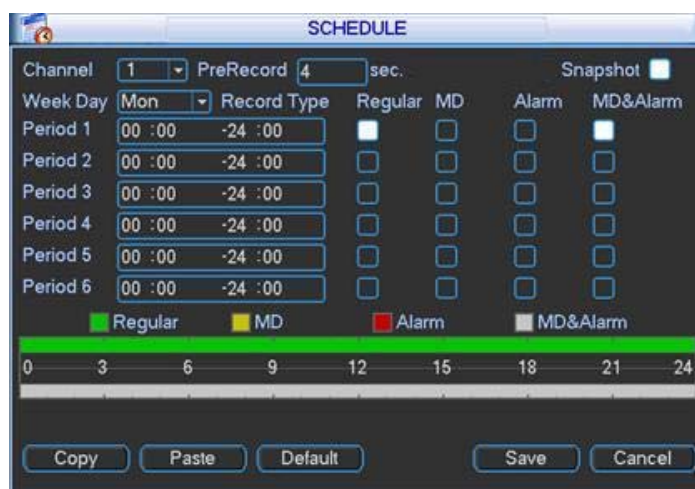 SCHEDULE
Channel 1 PreRecord 4 sec. Snapshot
Week Day Mon Record Type Regular MD Alarm MD&Alarm
Period 1 00 :00 -24 :00
Period 2 00 :00 -24 :00
Period 3 00 :00 -24 :00
Period 4 00 :00 -24 :00
Period 5 00 :00 -24 :00
Period 6 00 :00 -24 :00
Regular MD Alarm MD&Alarm
0 3 6 9 12 15 18 21 24
Copy Paste Default Save Cancel